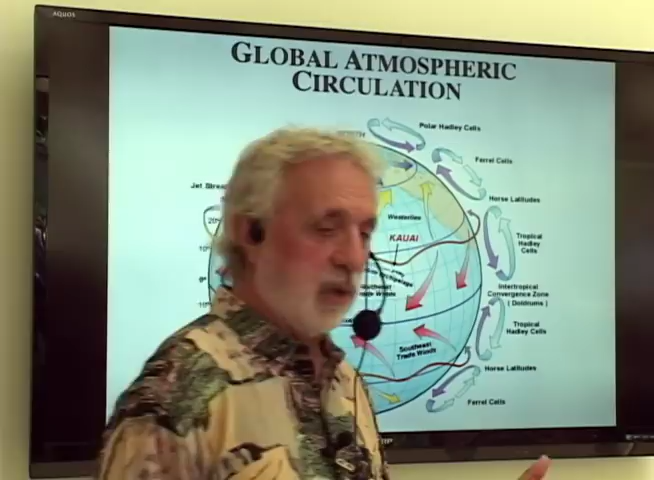 AQUOS
GLOBAL ATMOSPHERIC
CIRCULATION
Polar Hadley Cells
Ferrel Cells
Jet
Horse Latitudes
Westerlies
KAUAI
Tropical
Hadley
Cells
Intertropical
Convergence Zone
( Doldrums )
Tropical
Hadley Cells
Southeast
Trade Winds
Horse Latitudes
Ferrel Cells